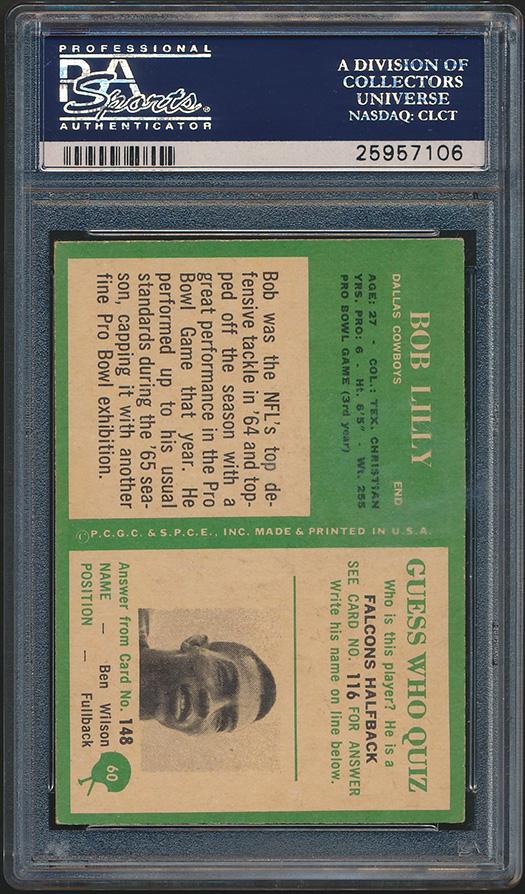 PROFESSIONAL
PSA
Sports
AUTHENTICATOR
A DIVISION OF
COLLECTORS
UNIVERSE
NASDAQ: CLCT
25957106
BOB LILLY
DALLAS COWBOYS END
AGE: 27 - COL.: TEX. CHRISTIAN
YRS. PRO: 6 - Ht. 6'5" - Wt. 255
PRO BOWL GAME (3rd year)
Bob was the NFL's top de-
fensive tackle in '64 and top-
ped off the season with a
great performance in the Pro
Bowl Game that year. He
performed up to his usual
standards during the '65 sea-
son, capping it with another
fine Pro Bowl exhibition.
©P.C.G.C. & S.P.C.E., INC. MADE & PRINTED IN U.S.A.
GUESS WHO QUIZ
Who is this player? He is a
FALCONS HALFBACK
SEE CARD NO. 116 FOR ANSWER
Write his name on line below.
Answer from Card No. 148
NAME — Ben Wilson
POSITION — Fullback
60